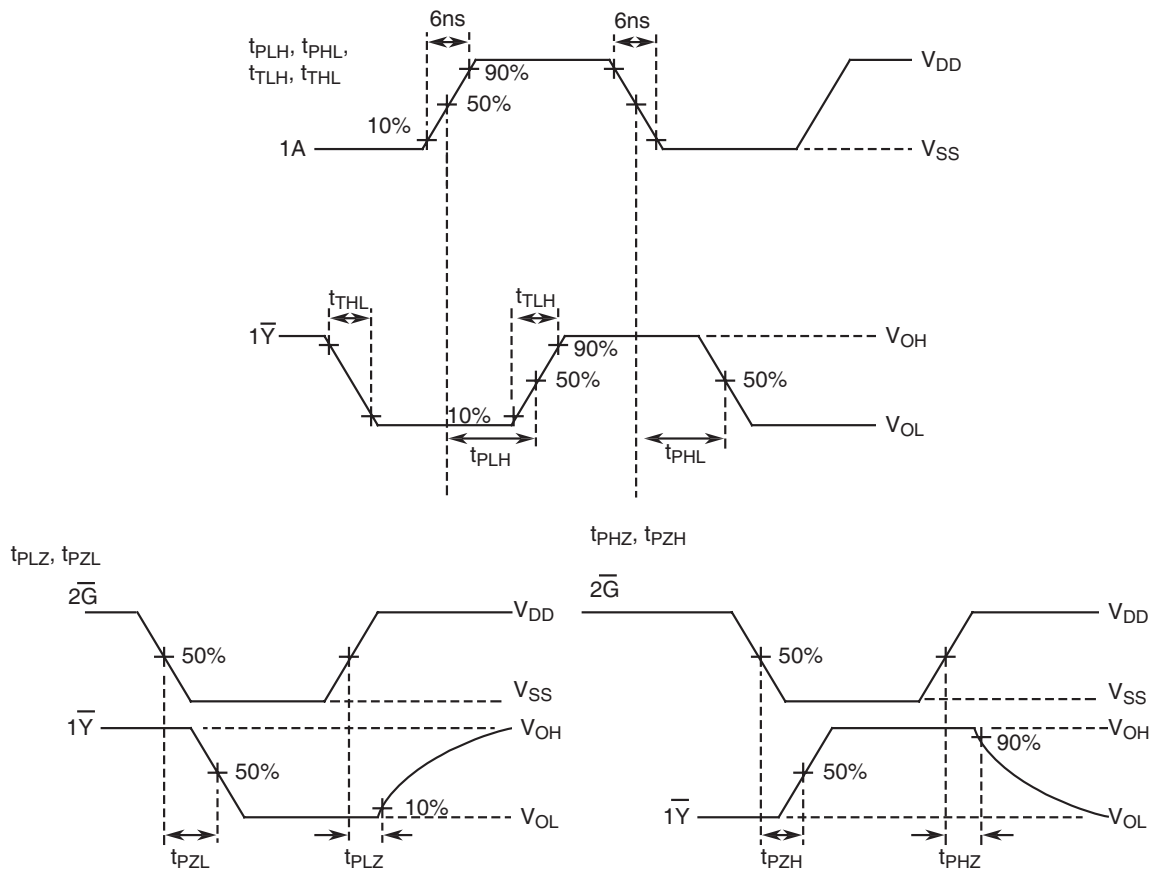 6ns 6ns
tPLH, tPHL,
tTLH, tTHL
VDD
90%
50%
10%
1A
VSS
tTHL tTLH
1Y̅ VOH
90%
50% 50%
10%
VOL
tPLH tPHL
tPLZ, tPZL
2G̅ VDD
50%
VSS
1Y̅ VOH
50%
10%
VOL
tPZL tPLZ
tPHZ, tPZH
2G̅ VDD
50%
VSS
VOH
90%
1Y̅ VOL
tPZH tPHZ